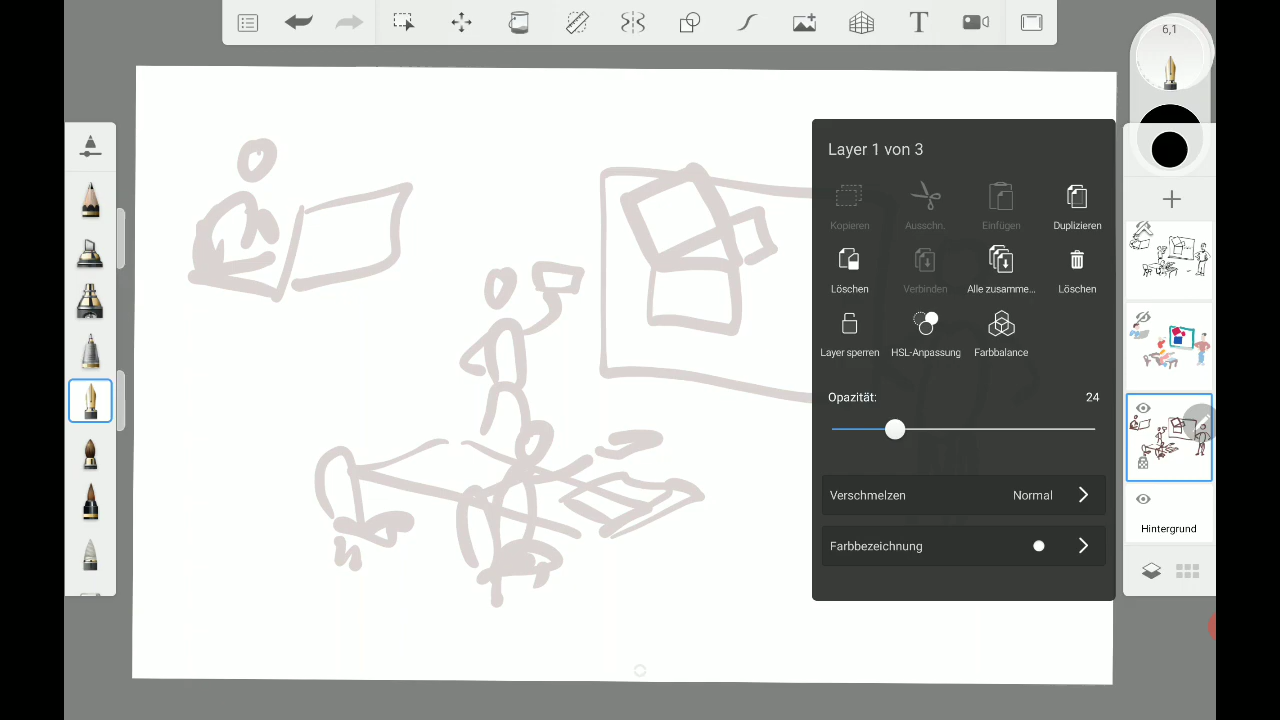 6,1
Layer 1 von 3
Kopieren Ausschn. Einfügen Duplizieren
Löschen Verbinden Alle zusamme... Löschen
Layer sperren HSL-Anpassung Farbbalance
Opazität: 24
Verschmelzen Normal
Farbbezeichnung
Hintergrund